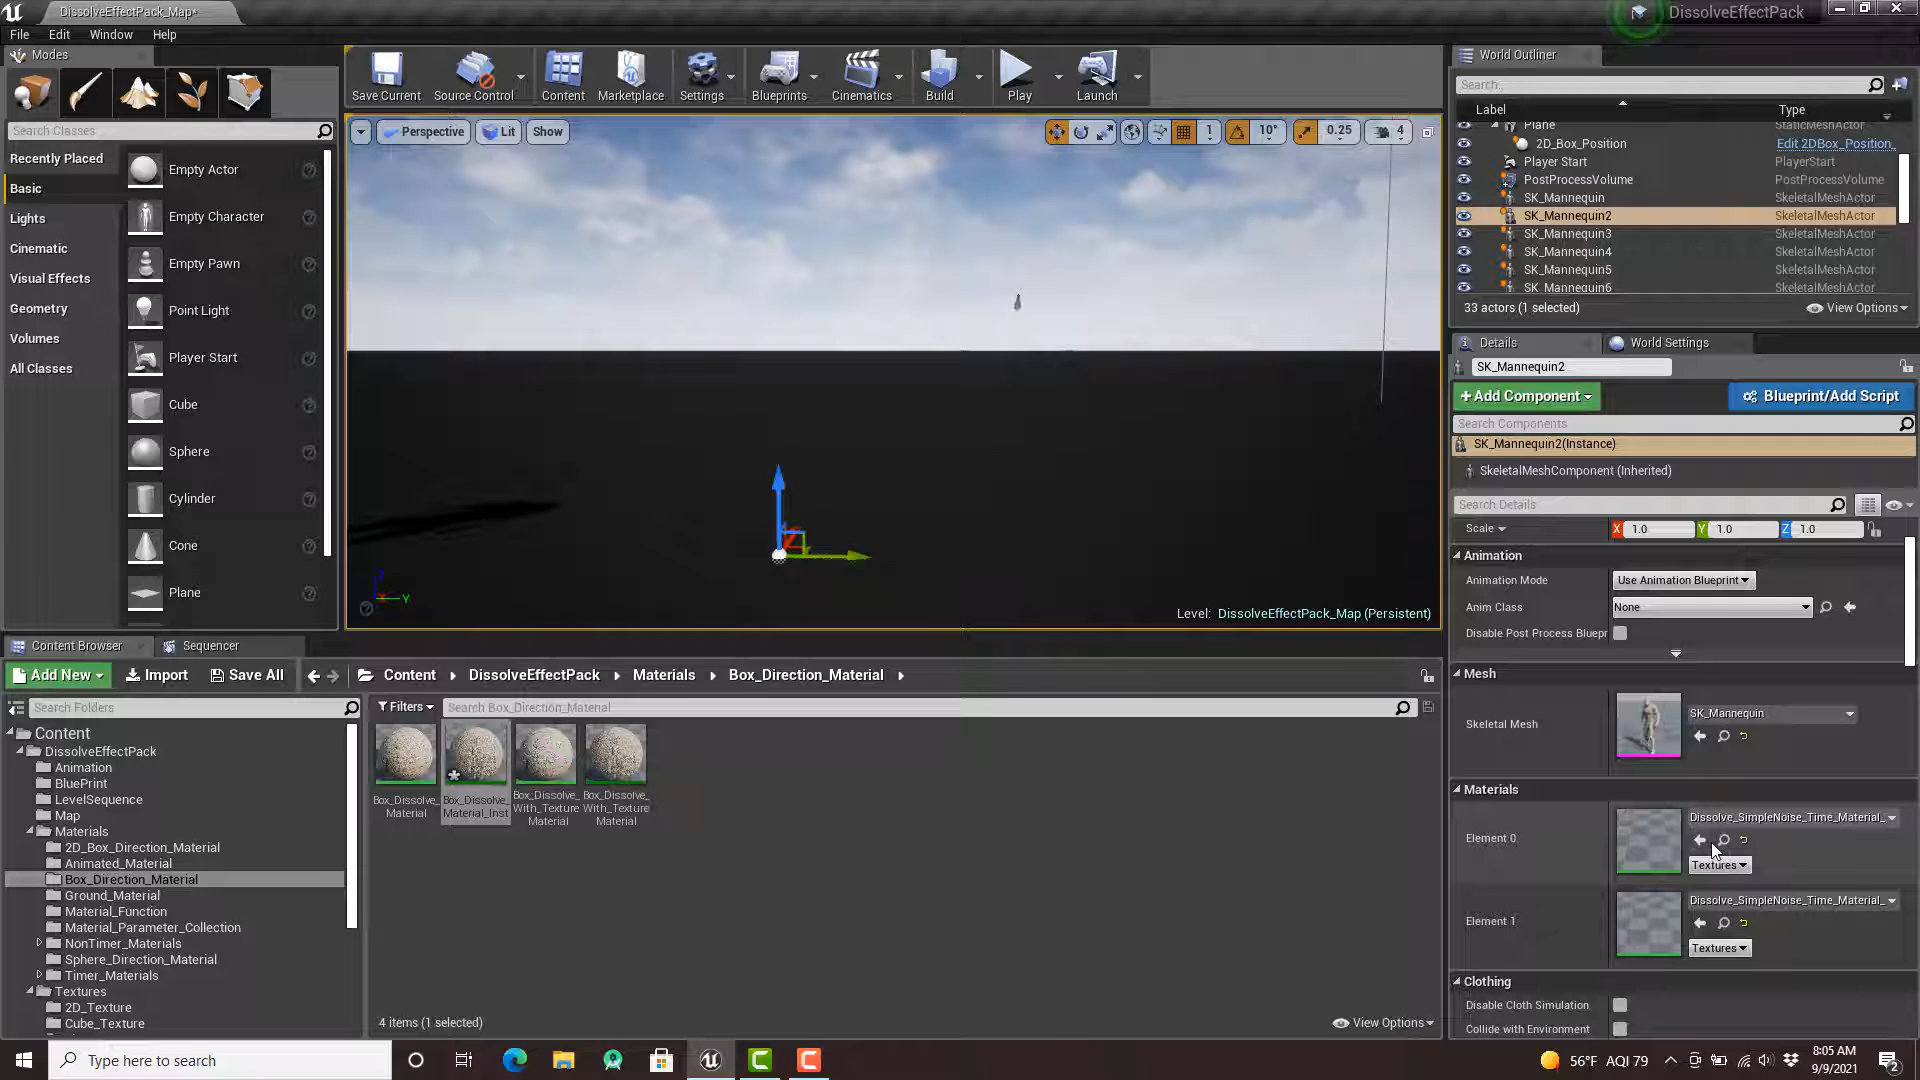 DissolveEffectPack_Map*
DissolveEffectPack
File Edit Window Help
Modes
Search Classes
Recently Placed
Basic
Lights
Cinematic
Visual Effects
Geometry
Volumes
All Classes
Empty Actor
Empty Character
Empty Pawn
Point Light
Player Start
Cube
Sphere
Cylinder
Cone
Plane
Save Current
Source Control
Content
Marketplace
Settings
Blueprints
Cinematics
Build
Play
Launch
Perspective Lit Show
1 10° 0.25 4
Z
Y
Level: DissolveEffectPack_Map (Persistent)
World Outliner
Search...
Label Type
Plane StaticMeshActor
2D_Box_Position Edit 2DBox_Position_
Player Start PlayerStart
PostProcessVolume PostProcessVolume
SK_Mannequin SkeletalMeshActor
SK_Mannequin2 SkeletalMeshActor
SK_Mannequin3 SkeletalMeshActor
SK_Mannequin4 SkeletalMeshActor
SK_Mannequin5 SkeletalMeshActor
SK_Mannequin6 SkeletalMeshActor
33 actors (1 selected) View Options
Details World Settings
SK_Mannequin2
+Add Component Blueprint/Add Script
Search Components
SK_Mannequin2(Instance)
SkeletalMeshComponent (Inherited)
Search Details
Scale X 1.0 Y 1.0 Z 1.0
Animation
Animation Mode Use Animation Blueprint
Anim Class None
Disable Post Process Bluepr
Mesh
Skeletal Mesh SK_Mannequin
Materials
Element 0 Dissolve_SimpleNoise_Time_Material_
Textures
Element 1 Dissolve_SimpleNoise_Time_Material_
Textures
Clothing
Disable Cloth Simulation
Collide with Environment
Content Browser Sequencer
Add New Import Save All Content DissolveEffectPack Materials Box_Direction_Material
Search Folders
Filters Search Box_Direction_Material
Content
DissolveEffectPack
Animation
BluePrint
LevelSequence
Map
Materials
2D_Box_Direction_Material
Animated_Material
Box_Direction_Material
Ground_Material
Material_Function
Material_Parameter_Collection
NonTimer_Materials
Sphere_Direction_Material
Timer_Materials
Textures
2D_Texture
Cube_Texture
Box_Dissolve_
Material
Box_Dissolve_
Material_Inst
Box_Dissolve_
With_Texture
Material
Box_Dissolve_
With_Texture
Material
4 items (1 selected) View Options
Type here to search
56°F AQI 79
8:05 AM
9/9/2021
2